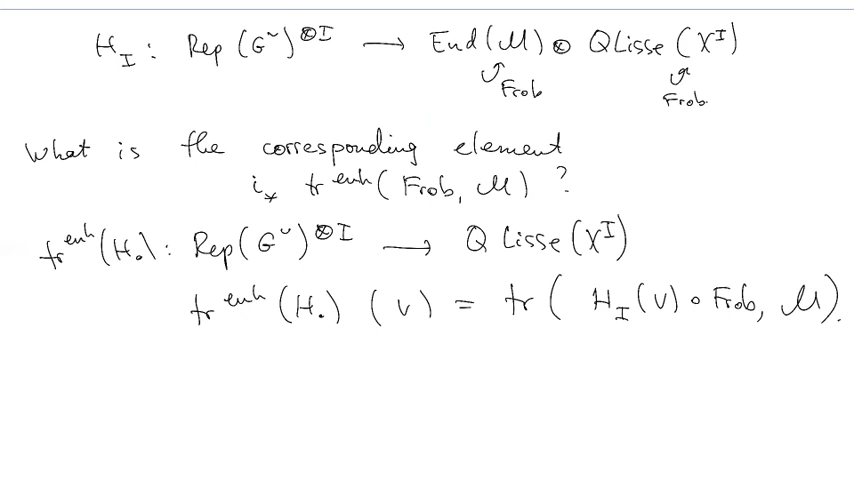 H_I : Rep(G^ˇ)^{⊗I} → End(M) ⊗ QLisse(X^I)
Frob Frob.
What is the corresponding element
i_* tr^{enh}(Frob, M) ?
tr^{enh}(H_•) : Rep(G^ˇ)^{⊗I} → QLisse(X^I)
tr^{enh}(H_•) (V) = tr( H_I(V) ∘ Frob, M).